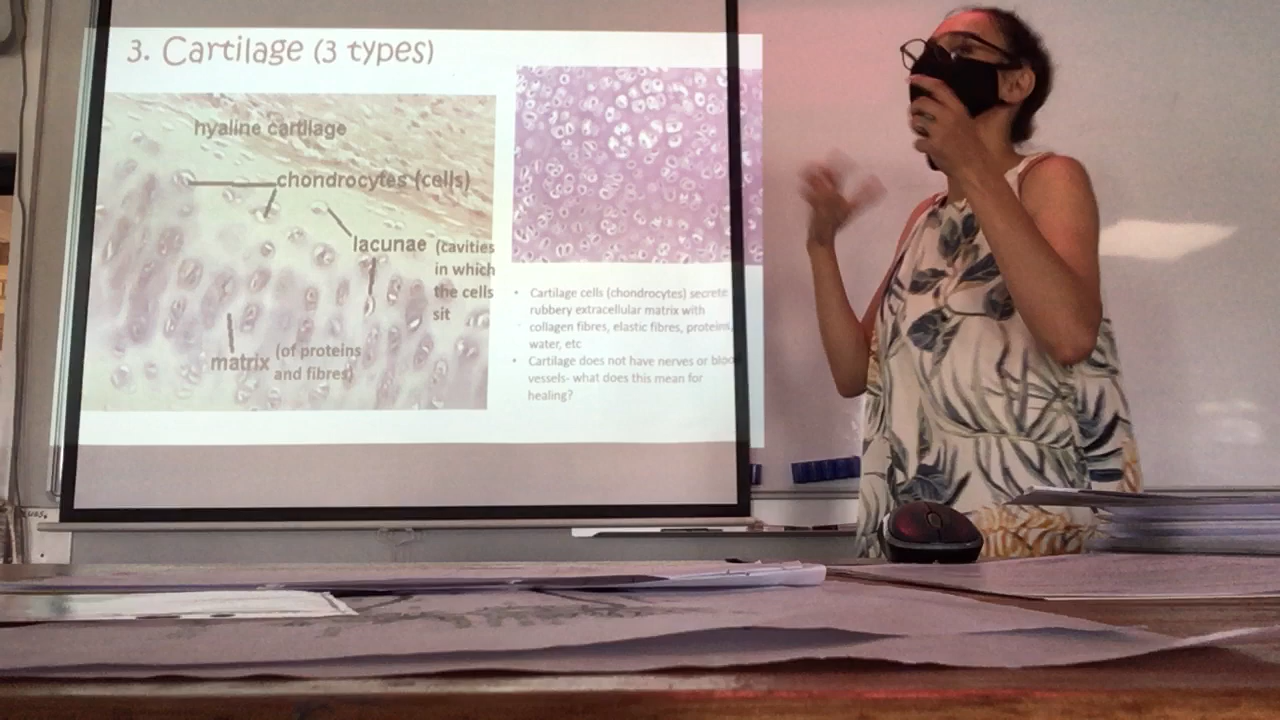 3. Cartilage (3 types)
hyaline cartilage
chondrocytes (cells)
lacunae (cavities
in which
the cells
sit
matrix (of proteins
and fibres)
• Cartilage cells (chondrocytes) secrete
rubbery extracellular matrix with
collagen fibres, elastic fibres, proteins,
water, etc
• Cartilage does not have nerves or blood
vessels- what does this mean for
healing?